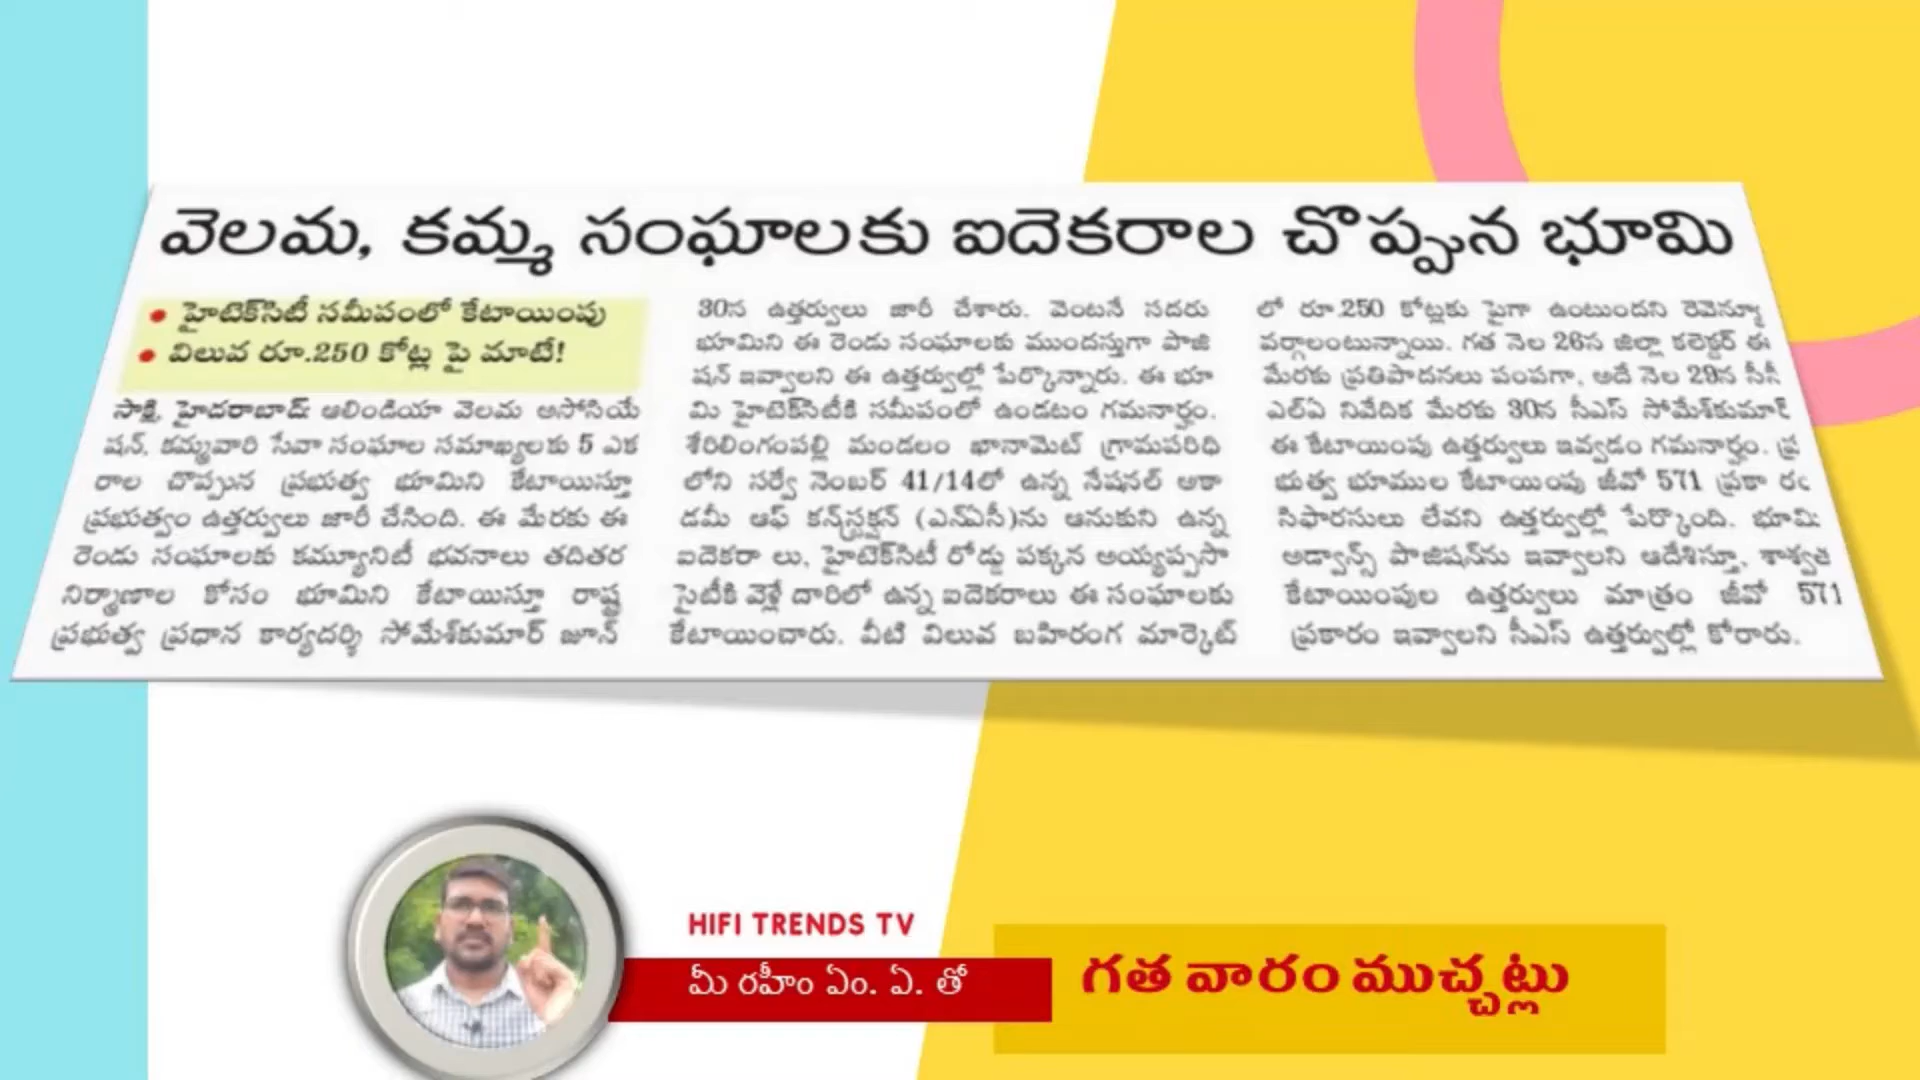 వెలమ, కమ్మ సంఘాలకు ఐదెకరాల చొప్పున భూమి
• హైటెక్‌సిటీ సమీపంలో కేటాయింపు
• విలువ రూ.250 కోట్ల పై మాటే!
సాక్షి, హైదరాబాద్: ఆలిండియా వెలమ అసోసియే
షన్, కమ్మవారి సేవా సంఘాల సమాఖ్యలకు 5 ఎక
రాల చొప్పున ప్రభుత్వ భూమిని కేటాయిస్తూ
ప్రభుత్వం ఉత్తర్వులు జారీ చేసింది. ఈ మేరకు ఈ
రెండు సంఘాలకు కమ్యూనిటీ భవనాలు తదితర
నిర్మాణాల కోసం భూమిని కేటాయిస్తూ రాష్ట్ర
ప్రభుత్వ ప్రధాన కార్యదర్శి సోమేశ్‌కుమార్ జూన్
30న ఉత్తర్వులు జారీ చేశారు. వెంటనే సదరు
భూమిని ఈ రెండు సంఘాలకు ముందస్తుగా పొజి
షన్ ఇవ్వాలని ఈ ఉత్తర్వుల్లో పేర్కొన్నారు. ఈ భూ
మి హైటెక్‌సిటీకి సమీపంలో ఉండటం గమనార్హం.
శేరిలింగంపల్లి మండలం ఖానామెట్ గ్రామపరిధి
లోని సర్వే నెంబర్ 41/14లో ఉన్న నేషనల్ అకా
డమీ ఆఫ్ కన్‌స్ట్రక్షన్ (ఎన్ఏసీ)ను ఆనుకుని ఉన్న
ఐదెకరా లు, హైటెక్‌సిటీ రోడ్డు పక్కన అయ్యప్పసొ
సైటీకి వెళ్లే దారిలో ఉన్న ఐదెకరాలు ఈ సంఘాలకు
కేటాయించారు. వీటి విలువ బహిరంగ మార్కెట్
లో రూ.250 కోట్లకు పైగా ఉంటుందని రెవెన్యూ
వర్గాలంటున్నాయి. గత నెల 26న జిల్లా కలెక్టర్ ఈ
మేరకు ప్రతిపాదనలు పంపగా, అదే నెల 29న సీసీ
ఎల్ఏ నివేదిక మేరకు 30న సీఎస్ సోమేశ్‌కుమార్
ఈ కేటాయింపు ఉత్తర్వులు ఇవ్వడం గమనార్హం. ప్ర
భుత్వ భూముల కేటాయింపు జీవో 571 ప్రకా రం
సిఫారసులు లేవని ఉత్తర్వుల్లో పేర్కొంది. భూమి
అడ్వాన్స్ పొజిషన్‌ను ఇవ్వాలని ఆదేశిస్తూ, శాశ్వత
కేటాయింపుల ఉత్తర్వులు మాత్రం జీవో 571
ప్రకారం ఇవ్వాలని సీఎస్ ఉత్తర్వుల్లో కోరారు.
HIFI TRENDS TV
మీ రహీం ఏం. ఏ. తో
గత వారం ముచ్చట్లు